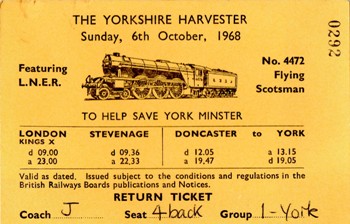 THE YORKSHIRE HARVESTER
Sunday, 6th October, 1968
0292
Featuring L.N.E.R.
No. 4472 Flying Scotsman
TO HELP SAVE YORK MINSTER
LONDON KINGS X STEVENAGE DONCASTER to YORK
d 09.00 d 09.36 d 12.05 a 13.15
a 23.00 a 22.33 a 19.47 d 19.05
Valid as dated. Issued subject to the conditions and regulations in the
British Railways Boards publications and Notices.
RETURN TICKET
Coach J Seat 4 back Group 1-York